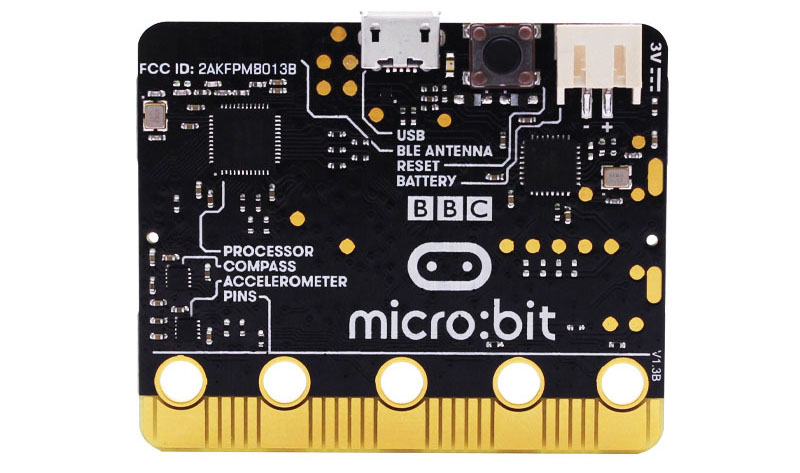 FCC ID: 2AKFPMB013B
3V
- +
USB
BLE ANTENNA
RESET
BATTERY
BBC
PROCESSOR
COMPASS
ACCELEROMETER
PINS
micro:bit
V1.3B